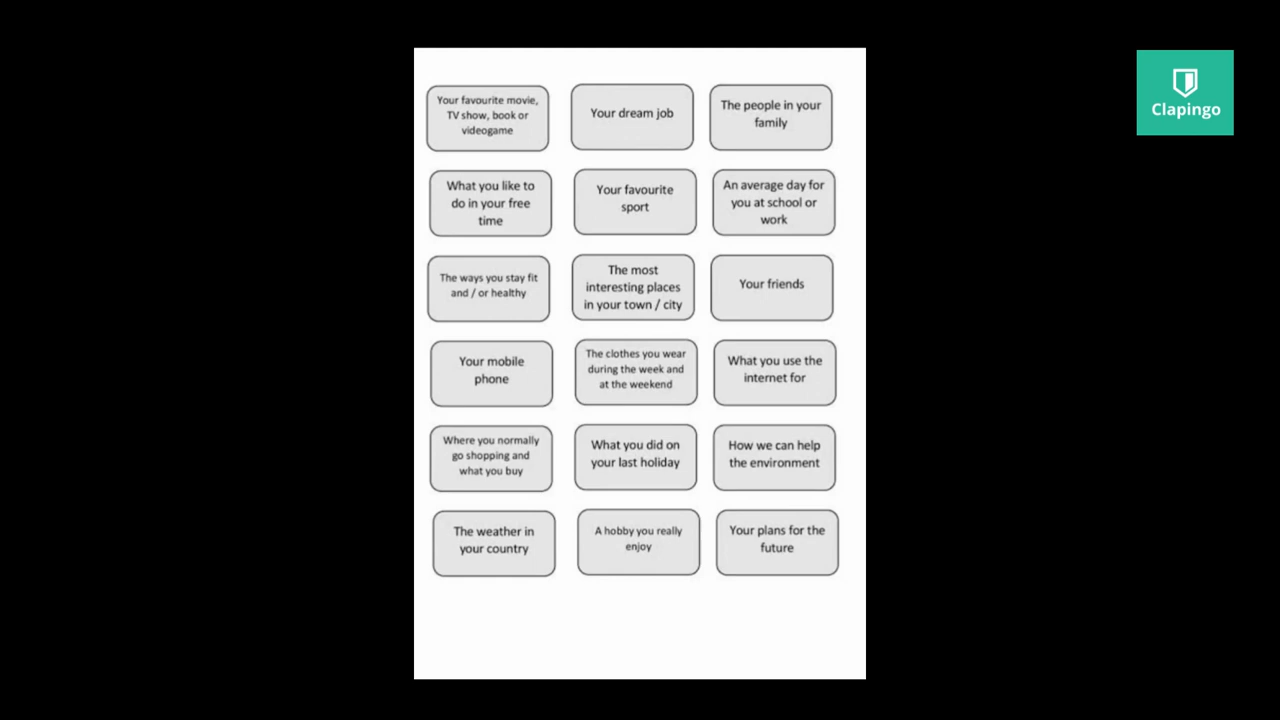 Your favourite movie,
TV show, book or
videogame
Your dream job
The people in your
family
What you like to
do in your free
time
Your favourite
sport
An average day for
you at school or
work
The ways you stay fit
and / or healthy
The most
interesting places
in your town / city
Your friends
Your mobile
phone
The clothes you wear
during the week and
at the weekend
What you use the
internet for
Where you normally
go shopping and
what you buy
What you did on
your last holiday
How we can help
the environment
The weather in
your country
A hobby you really
enjoy
Your plans for the
future
Clapingo